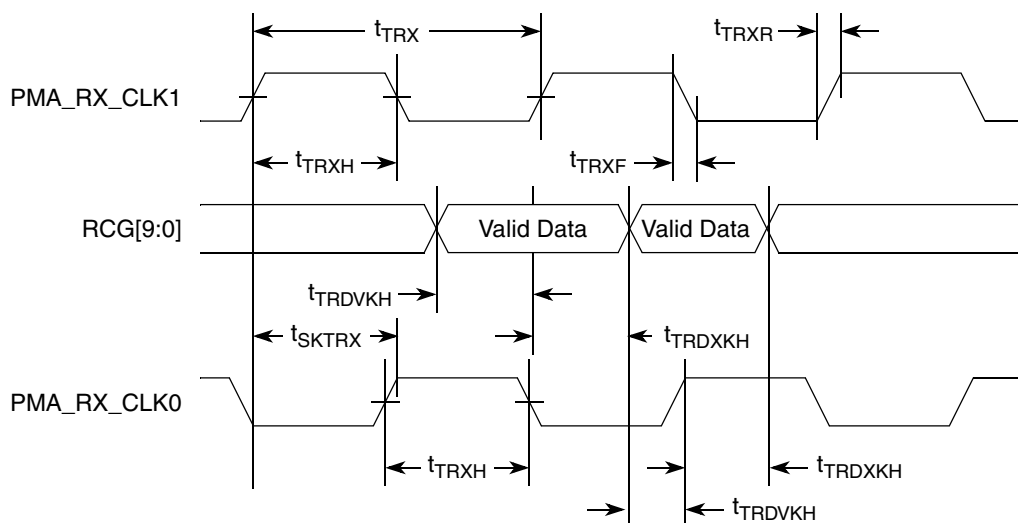 tTRX
tTRXR
PMA_RX_CLK1
tTRXH
tTRXF
RCG[9:0]
Valid Data
Valid Data
tTRDVKH
tSKTRX
tTRDXKH
PMA_RX_CLK0
tTRXH
tTRDXKH
tTRDVKH